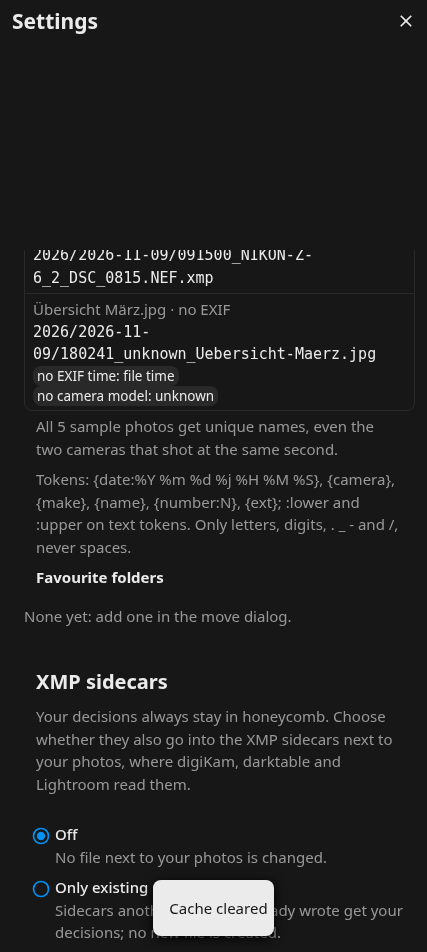 Settings
2026/2026-11-09/091500_NIKON-Z-
6_2_DSC_0815.NEF.xmp
Übersicht März.jpg · no EXIF
2026/2026-11-
09/180241_unknown_Uebersicht-Maerz.jpg
no EXIF time: file time
no camera model: unknown
All 5 sample photos get unique names, even the
two cameras that shot at the same second.
Tokens: {date:%Y %m %d %j %H %M %S}, {camera},
{make}, {name}, {number:N}, {ext}; :lower and
:upper on text tokens. Only letters, digits, . _ - and /,
never spaces.
Favourite folders
None yet: add one in the move dialog.
XMP sidecars
Your decisions always stay in honeycomb. Choose
whether they also go into the XMP sidecars next to
your photos, where digiKam, darktable and
Lightroom read them.
Off
No file next to your photos is changed.
Only existing
Sidecars wrote get your
decisions; no is created.
Cache cleared